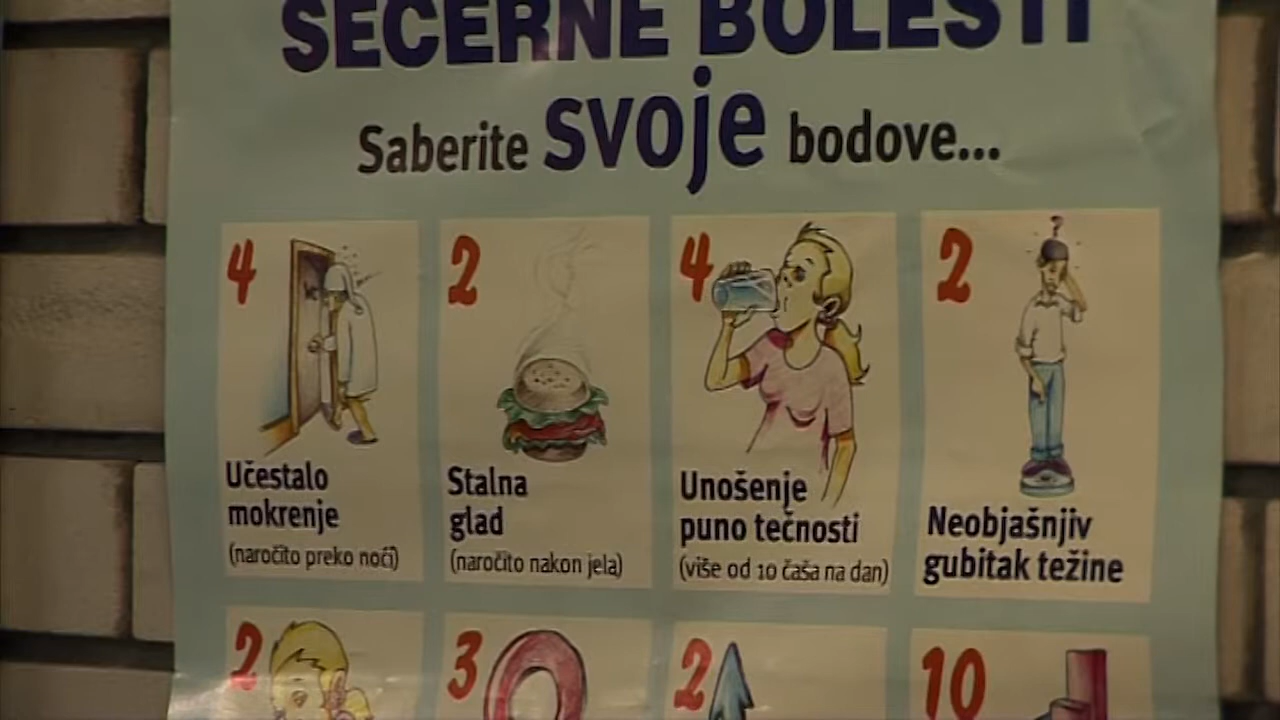 ŠEĆERNE BOLESTI
Saberite svoje bodove...
4
2
4
2
Učestalo
mokrenje
(naročito preko noći)
Stalna
glad
(naročito nakon jela)
Unošenje
puno tečnosti
(više od 10 čaša na dan)
Neobjašnjiv
gubitak težine
2
3
2
10